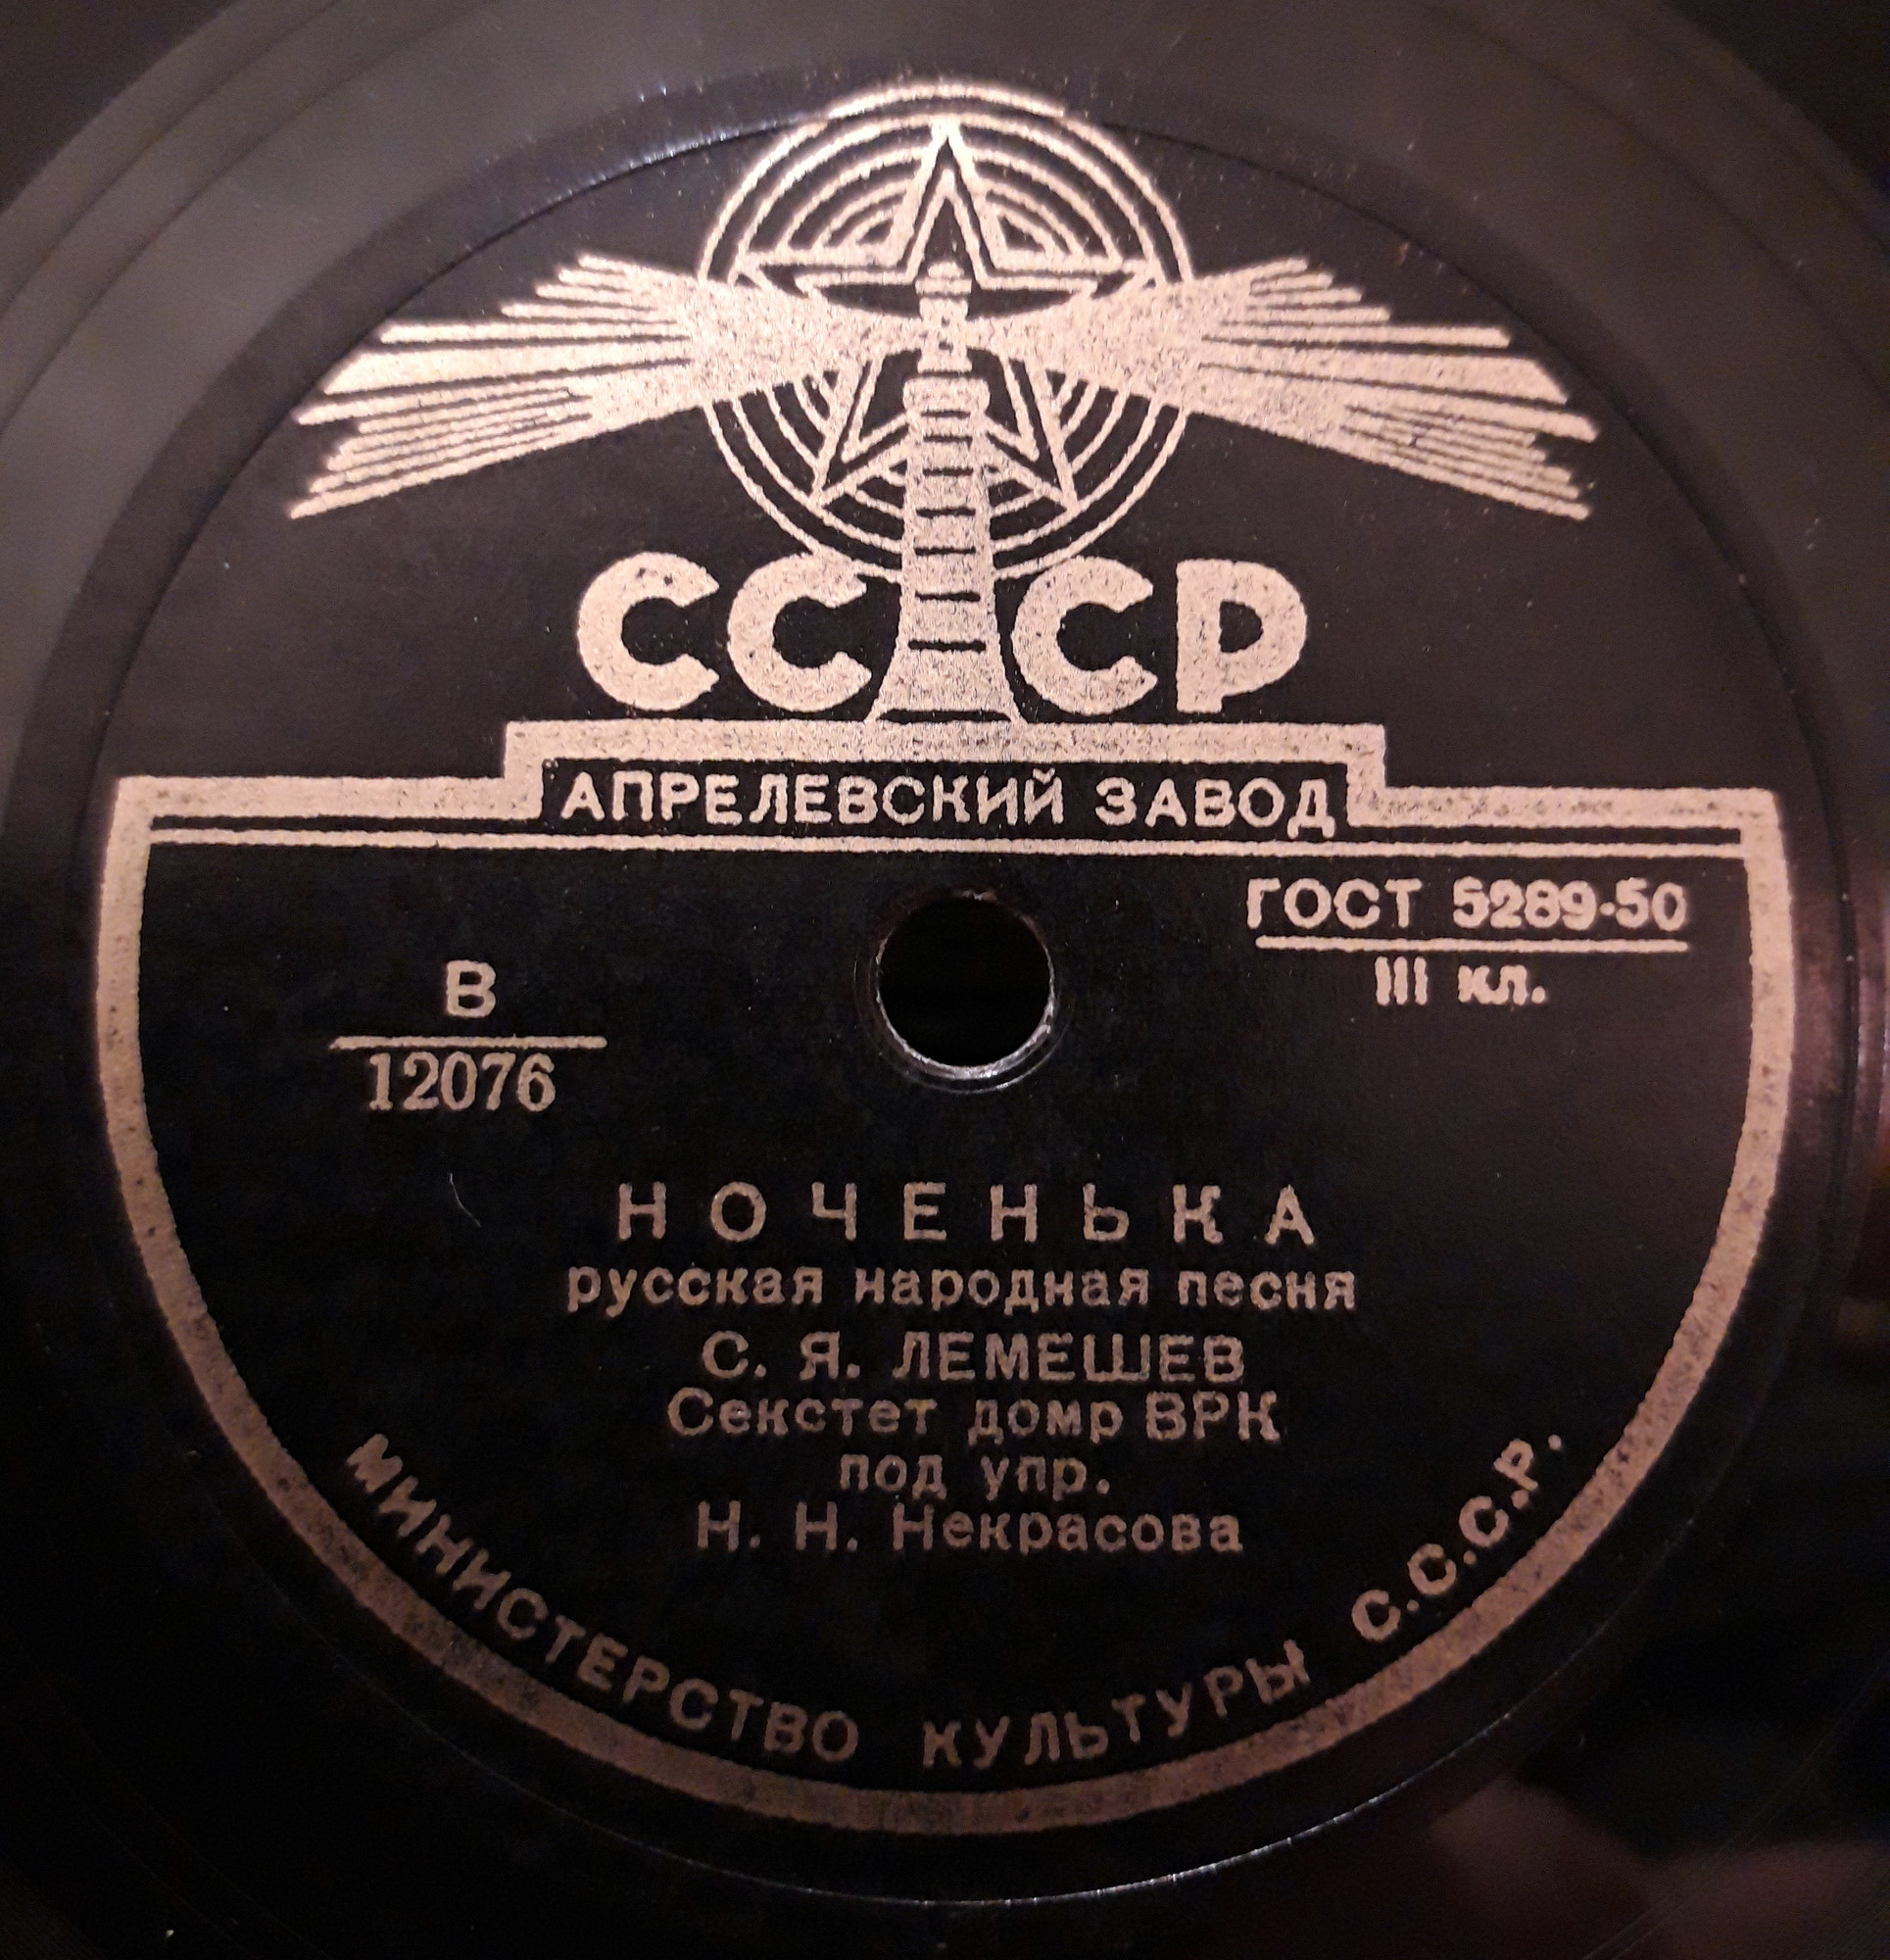 СССР
АПРЕЛЕВСКИЙ ЗАВОД
ГОСТ 5289-50
III кл.
В
12076
НОЧЕНЬКА
русская народная песня
С. Я. ЛЕМЕШЕВ
Секстет домр ВРК
под упр.
Н. Н. Некрасова
МИНИСТЕРСТВО КУЛЬТУРЫ С.С.С.Р.